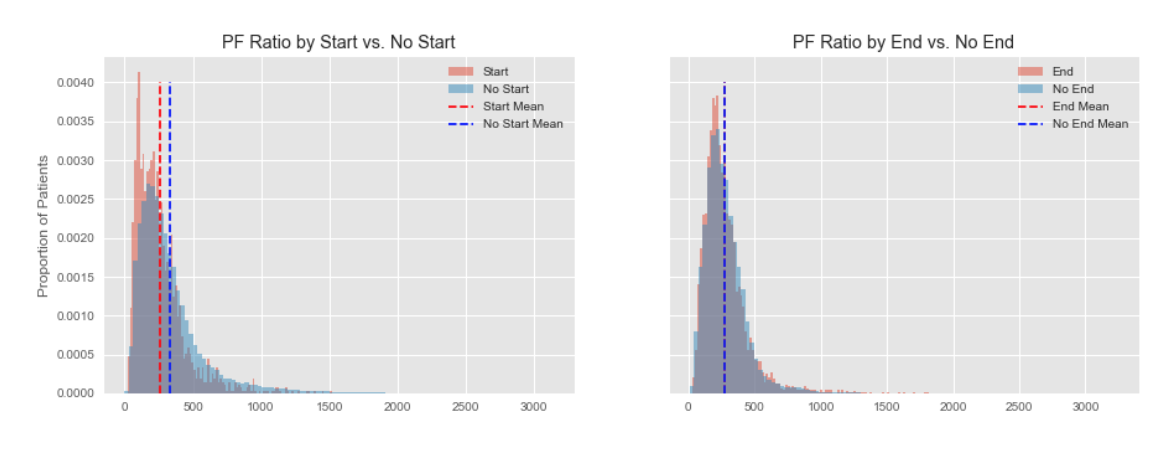 PF Ratio by Start vs. No Start
Proportion of Patients
0.0040
0.0035
0.0030
0.0025
0.0020
0.0015
0.0010
0.0005
0.0000
Start
No Start
Start Mean
No Start Mean
0 500 1000 1500 2000 2500 3000
PF Ratio by End vs. No End
End
No End
End Mean
No End Mean
0 500 1000 1500 2000 2500 3000